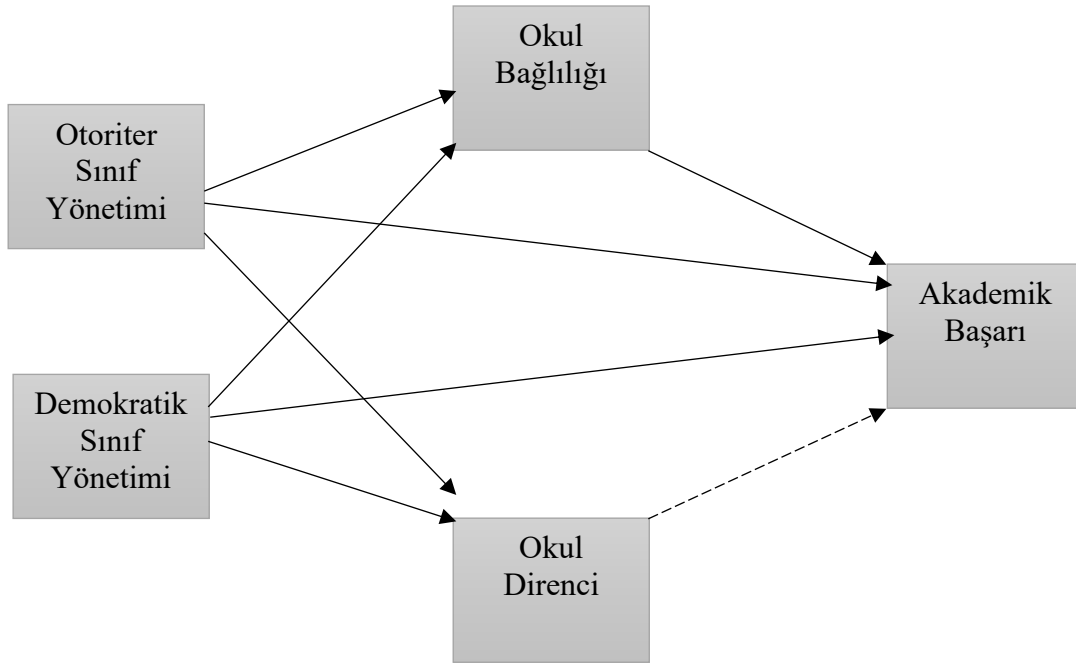 Okul
Bağlılığı
Otoriter
Sınıf
Yönetimi
Akademik
Başarı
Demokratik
Sınıf
Yönetimi
Okul
Direnci